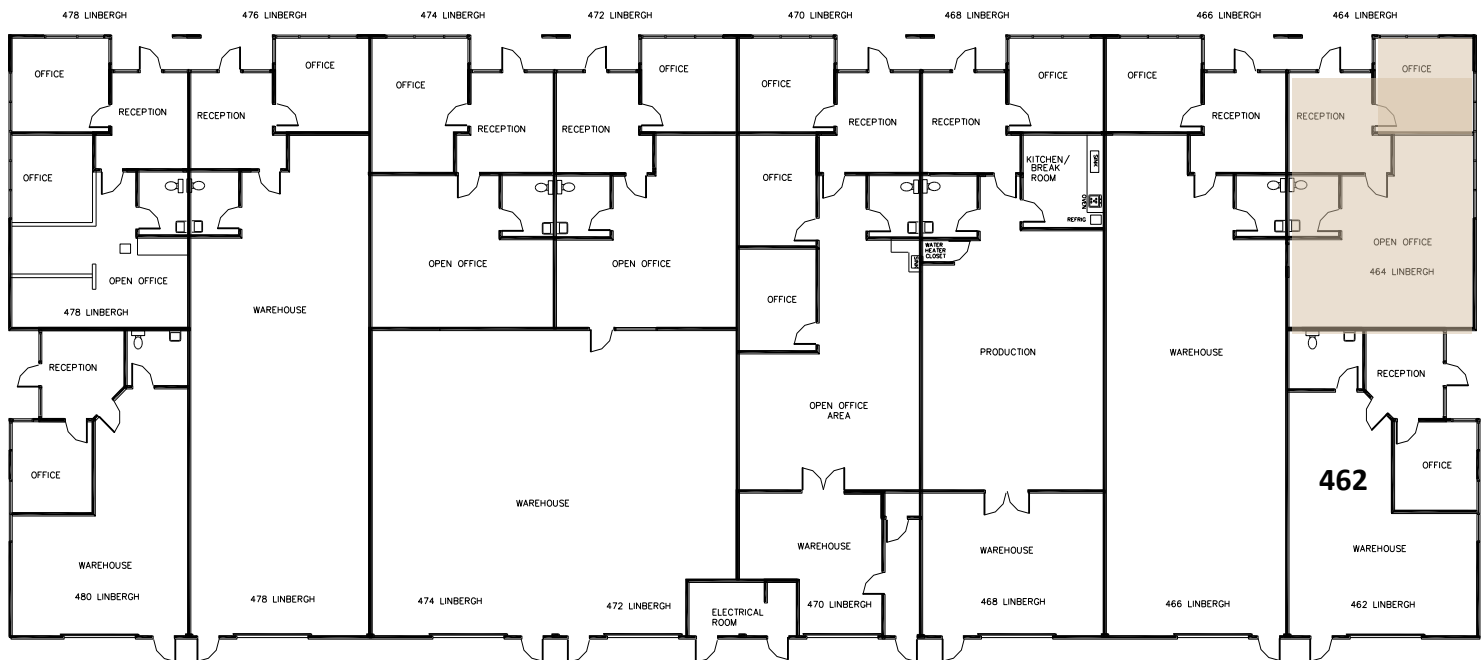 478 LINBERGH
476 LINBERGH
474 LINBERGH
472 LINBERGH
470 LINBERGH
468 LINBERGH
466 LINBERGH
464 LINBERGH
OFFICE
RECEPTION
RECEPTION
OFFICE
OFFICE
RECEPTION
RECEPTION
OFFICE
OFFICE
RECEPTION
RECEPTION
OFFICE
OFFICE
RECEPTION
RECEPTION
OFFICE
OFFICE
OFFICE
KITCHEN/
BREAK
ROOM
SINK
OVEN
REFRIG
OPEN OFFICE
478 LINBERGH
WAREHOUSE
OPEN OFFICE
OPEN OFFICE
SINK
WATER
HEATER
CLOSET
OFFICE
OPEN OFFICE
464 LINBERGH
PRODUCTION
WAREHOUSE
RECEPTION
RECEPTION
OPEN OFFICE
AREA
OFFICE
OFFICE
462
WAREHOUSE
WAREHOUSE
480 LINBERGH
478 LINBERGH
474 LINBERGH
472 LINBERGH
ELECTRICAL
ROOM
WAREHOUSE
470 LINBERGH
WAREHOUSE
468 LINBERGH
466 LINBERGH
WAREHOUSE
462 LINBERGH